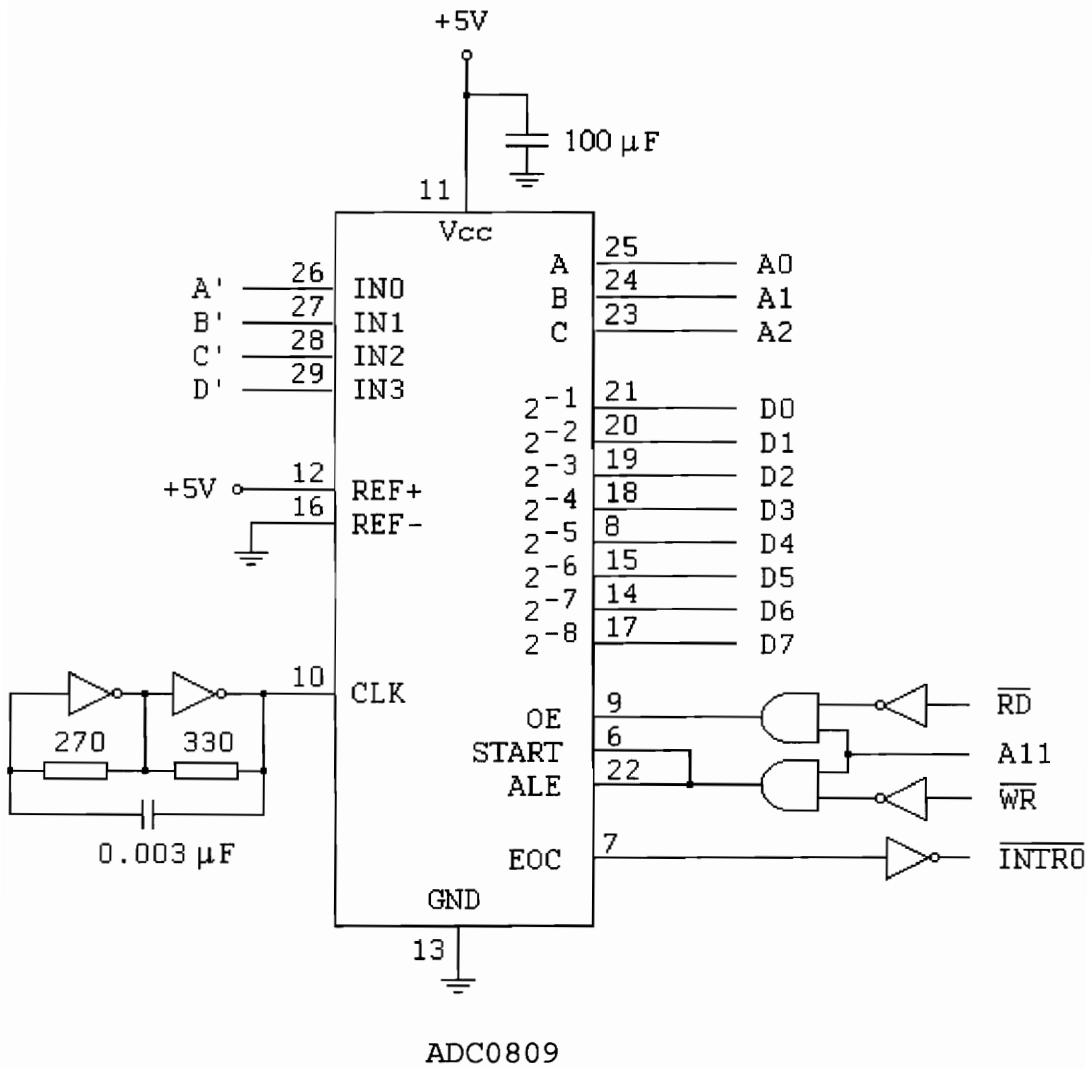 +5V
100 µF
11
Vcc
A' 26 IN0
B' 27 IN1
C' 28 IN2
D' 29 IN3
A 25 A0
B 24 A1
C 23 A2
2⁻¹ 21 D0
2⁻² 20 D1
2⁻³ 19 D2
2⁻⁴ 18 D3
2⁻⁵ 8 D4
2⁻⁶ 15 D5
2⁻⁷ 14 D6
2⁻⁸ 17 D7
+5V 12 REF+
16 REF-
10 CLK
270 330
0.003 µF
OE 9 R̅D̅
START 6 A11
ALE 22 W̅R̅
EOC 7 I̅N̅T̅R̅0̅
GND
13
ADC0809